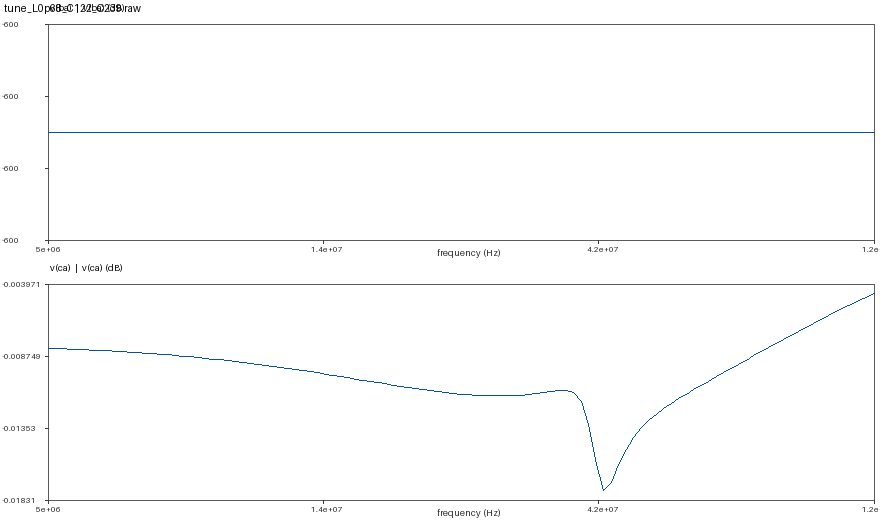 -600
-600
-600
-600
5e+06
1.4e+07
4.2e+07
1.2e
frequency (Hz)
v(ca) | v(ca) (dB)
-0.003971
-0.008749
-0.01353
-0.01831
5e+06
1.4e+07
4.2e+07
1.2e
frequency (Hz)